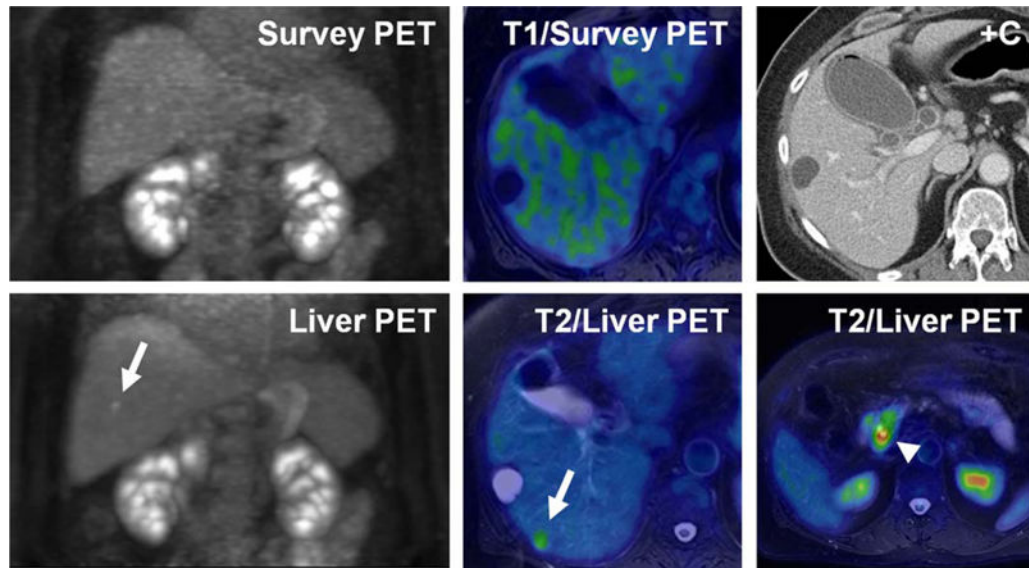 Survey PET
T1/Survey PET
+C
Liver PET
T2/Liver PET
T2/Liver PET